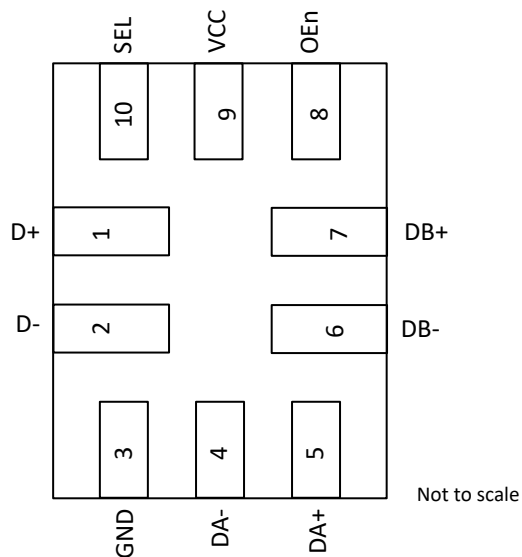 SEL
VCC
OEn
10
9
8
D+
1
7
DB+
D-
2
6
DB-
3
4
5
Not to scale
GND
DA-
DA+